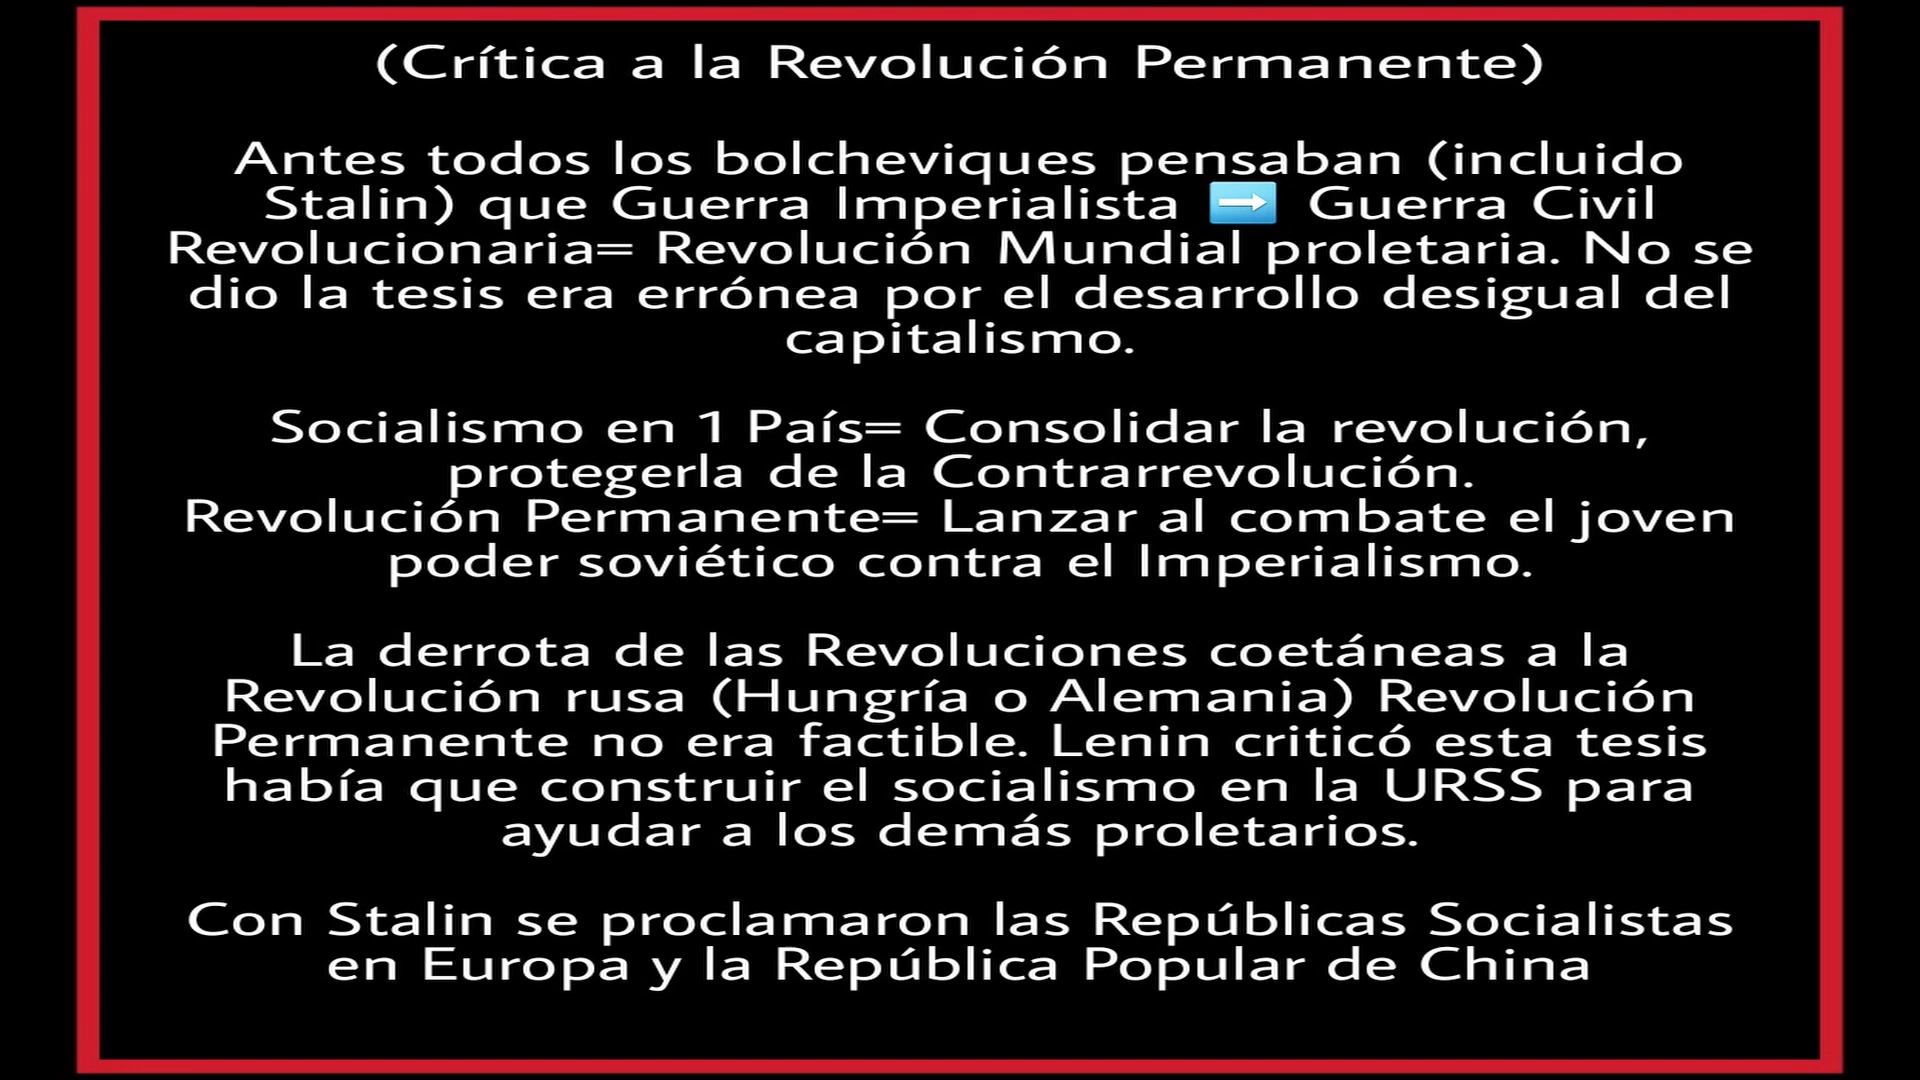 (Crítica a la Revolución Permanente)
Antes todos los bolcheviques pensaban (incluido
Stalin) que Guerra Imperialista ➡️ Guerra Civil
Revolucionaria= Revolución Mundial proletaria. No se
dio la tesis era errónea por el desarrollo desigual del
capitalismo.
Socialismo en 1 País= Consolidar la revolución,
protegerla de la Contrarrevolución.
Revolución Permanente= Lanzar al combate el joven
poder soviético contra el Imperialismo.
La derrota de las Revoluciones coetáneas a la
Revolución rusa (Hungría o Alemania) Revolución
Permanente no era factible. Lenin criticó esta tesis
había que construir el socialismo en la URSS para
ayudar a los demás proletarios.
Con Stalin se proclamaron las Repúblicas Socialistas
en Europa y la República Popular de China